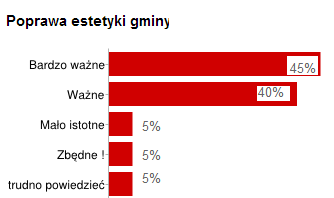 Poprawa estetyki gminy
Bardzo ważne 45%
Ważne 40%
Mało istotne 5%
Zbędne ! 5%
trudno powiedzieć 5%